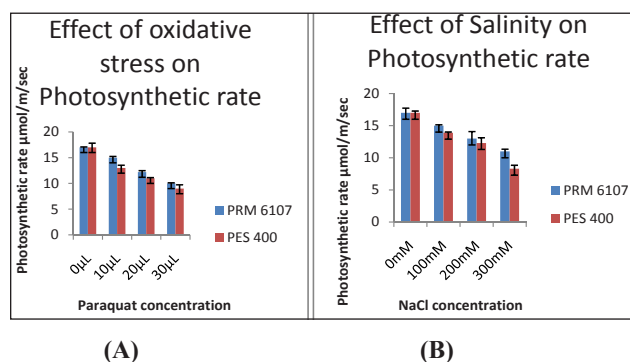 Effect of oxidative
stress on
Photosynthetic rate
Photosynthetic rate µmol/m/sec
20
15
10
5
0
0µL
10µL
20µL
30µL
PRM 6107
PES 400
Paraquat concentration
(A)
Effect of Salinity on
Photosynthetic rate
Photosynthetic rate µmol/m/sec
20
15
10
5
0
0mM
100mM
200mM
300mM
PRM 6107
PES 400
NaCl concentration
(B)